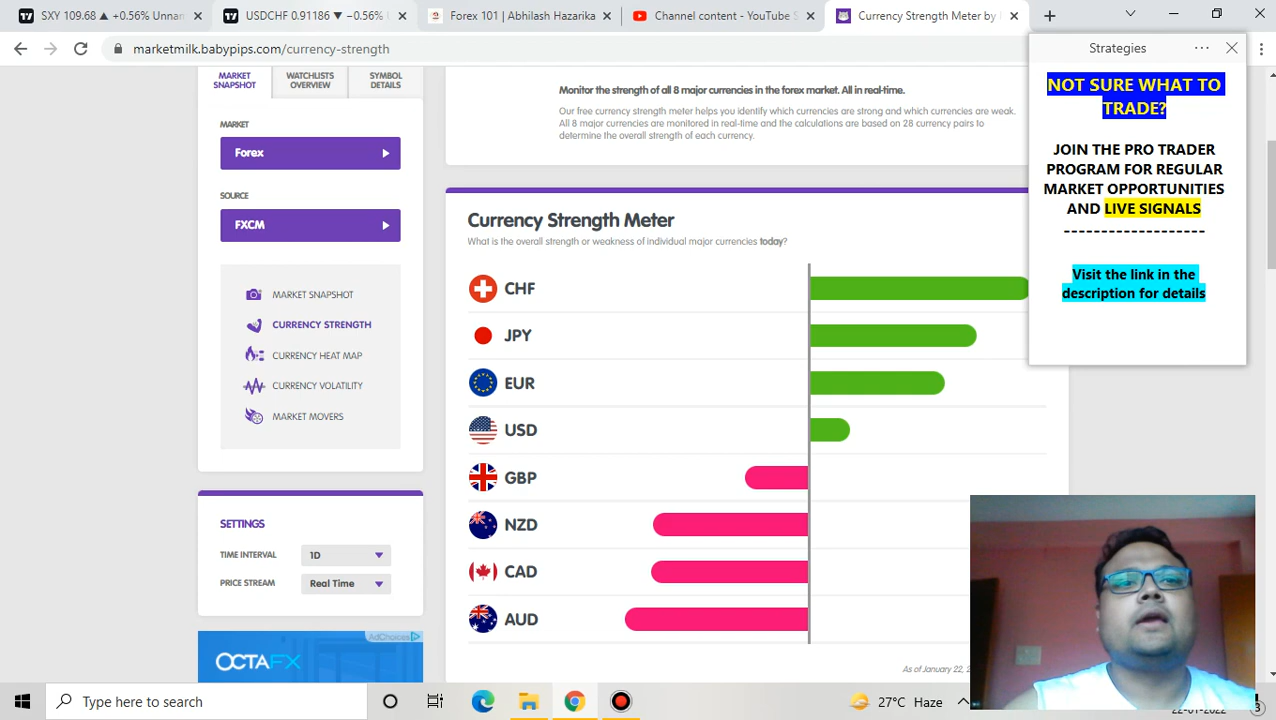 SXY 109.68 ▲ +0.5% Unnar
USDCHF 0.91186 ▼ −0.55% C
Forex 101 | Abhilash Hazarika
Channel content - YouTube S
Currency Strength Meter by
marketmilk.babypips.com/currency-strength
Strategies
NOT SURE WHAT TO
TRADE?
JOIN THE PRO TRADER
PROGRAM FOR REGULAR
MARKET OPPORTUNITIES
AND LIVE SIGNALS
-------------------
Visit the link in the
description for details
MARKET
SNAPSHOT
WATCHLISTS
OVERVIEW
SYMBOL
DETAILS
MARKET
Forex
SOURCE
FXCM
MARKET SNAPSHOT
CURRENCY STRENGTH
CURRENCY HEAT MAP
CURRENCY VOLATILITY
MARKET MOVERS
SETTINGS
TIME INTERVAL 1D
PRICE STREAM Real Time
AdChoices
OCTAFX
Monitor the strength of all 8 major currencies in the forex market. All in real-time.
Our free currency strength meter helps you identify which currencies are strong and which currencies are weak.
All 8 major currencies are monitored in real-time and the calculations are based on 28 currency pairs to
determine the overall strength of each currency.
Currency Strength Meter
What is the overall strength or weakness of individual major currencies today?
CHF
JPY
EUR
USD
GBP
NZD
CAD
AUD
As of January 22, 2
Type here to search
27°C Haze
22-01-2022